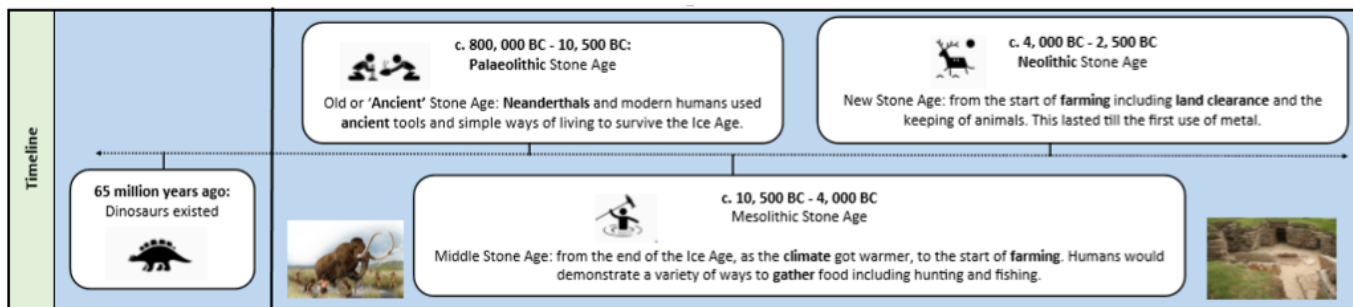 Timeline
c. 800, 000 BC - 10, 500 BC:
Palaeolithic Stone Age
Old or ‘Ancient’ Stone Age: Neanderthals and modern humans used
ancient tools and simple ways of living to survive the Ice Age.
c. 4, 000 BC - 2, 500 BC
Neolithic Stone Age
New Stone Age: from the start of farming including land clearance and the
keeping of animals. This lasted till the first use of metal.
65 million years ago:
Dinosaurs existed
c. 10, 500 BC - 4, 000 BC
Mesolithic Stone Age
Middle Stone Age: from the end of the Ice Age, as the climate got warmer, to the start of farming. Humans would
demonstrate a variety of ways to gather food including hunting and fishing.